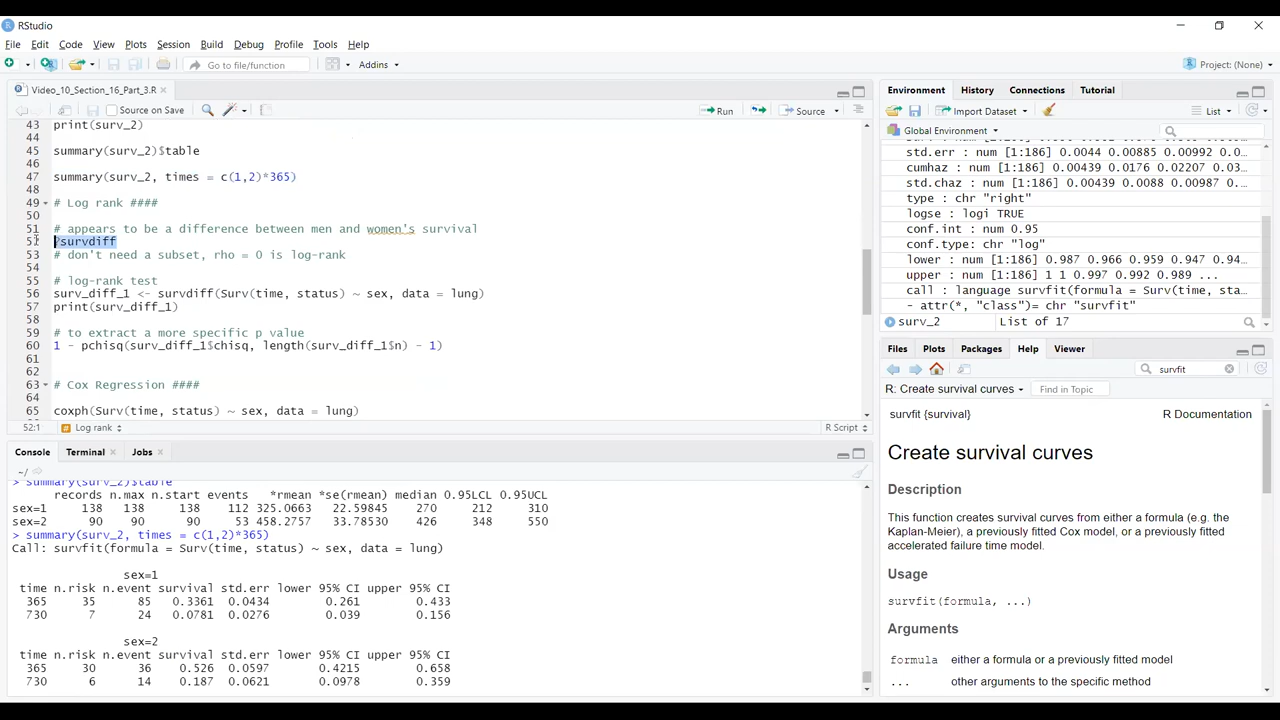 RStudio
File Edit Code View Plots Session Build Debug Profile Tools Help
Go to file/function Addins Project: (None)
Video_10_Section_16_Part_3.R
Source on Save Run Source
43 print(surv_2)
44
45 summary(surv_2)$table
46
47 summary(surv_2, times = c(1,2)*365)
48
49 # Log rank ####
50
51 # appears to be a difference between men and women's survival
52 ?survdiff
53 # don't need a subset, rho = 0 is log-rank
54
55 # log-rank test
56 surv_diff_1 <- survdiff(Surv(time, status) ~ sex, data = lung)
57 print(surv_diff_1)
58
59 # to extract a more specific p value
60 1 - pchisq(surv_diff_1$chisq, length(surv_diff_1$n) - 1)
61
62
63 # Cox Regression ####
64
65 coxph(Surv(time, status) ~ sex, data = lung)
52:1 Log rank R Script
Console Terminal Jobs
~/
> summary(surv_2)$table
records n.max n.start events *rmean *se(rmean) median 0.95LCL 0.95UCL
sex=1 138 138 138 112 325.0663 22.59845 270 212 310
sex=2 90 90 90 53 458.2757 33.78530 426 348 550
> summary(surv_2, times = c(1,2)*365)
Call: survfit(formula = Surv(time, status) ~ sex, data = lung)
sex=1
time n.risk n.event survival std.err lower 95% CI upper 95% CI
365 35 85 0.3361 0.0434 0.261 0.433
730 7 24 0.0781 0.0276 0.039 0.156
sex=2
time n.risk n.event survival std.err lower 95% CI upper 95% CI
365 30 36 0.526 0.0597 0.4215 0.658
730 6 14 0.187 0.0621 0.0978 0.359
Environment History Connections Tutorial
Import Dataset List
Global Environment
std.err : num [1:186] 0.0044 0.00885 0.00992 0.0…
cumhaz : num [1:186] 0.00439 0.0176 0.02207 0.03…
std.chaz : num [1:186] 0.00439 0.0088 0.00987 0.…
type : chr "right"
logse : logi TRUE
conf.int : num 0.95
conf.type: chr "log"
lower : num [1:186] 0.987 0.966 0.959 0.947 0.94…
upper : num [1:186] 1 1 0.997 0.992 0.989 ...
call : language survfit(formula = Surv(time, sta…
- attr(*, "class")= chr "survfit"
surv_2 List of 17
Files Plots Packages Help Viewer
survfit
R: Create survival curves Find in Topic
survfit {survival} R Documentation
Create survival curves
Description
This function creates survival curves from either a formula (e.g. the
Kaplan-Meier), a previously fitted Cox model, or a previously fitted
accelerated failure time model.
Usage
survfit(formula, ...)
Arguments
formula either a formula or a previously fitted model
... other arguments to the specific method